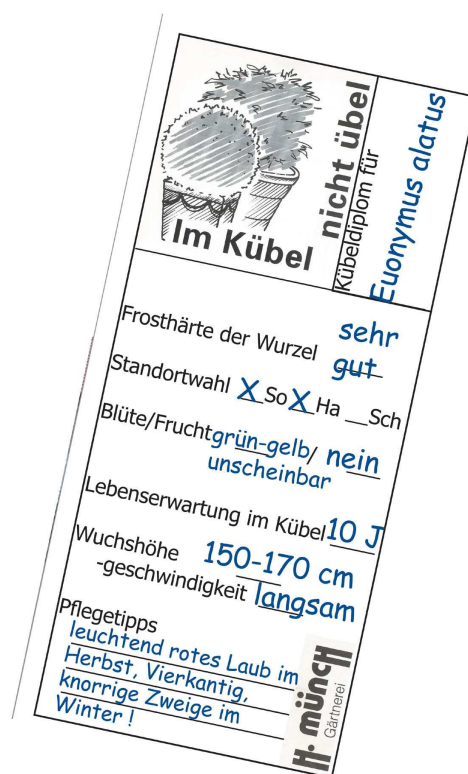 Im Kübel
nicht übel
Kübeldiplom für
Euonymus alatus
Frosthärte der Wurzel sehr
gut
Standortwahl X So X Ha __Sch
Blüte/Frucht grün-gelb/ nein
unscheinbar
Lebenserwartung im Kübel 10 J
Wuchshöhe 150-170 cm
-geschwindigkeit langsam
Pflegetipps
leuchtend rotes Laub im
Herbst, Vierkantig,
knorrige Zweige im
Winter !
H. münch
Gärtnerei